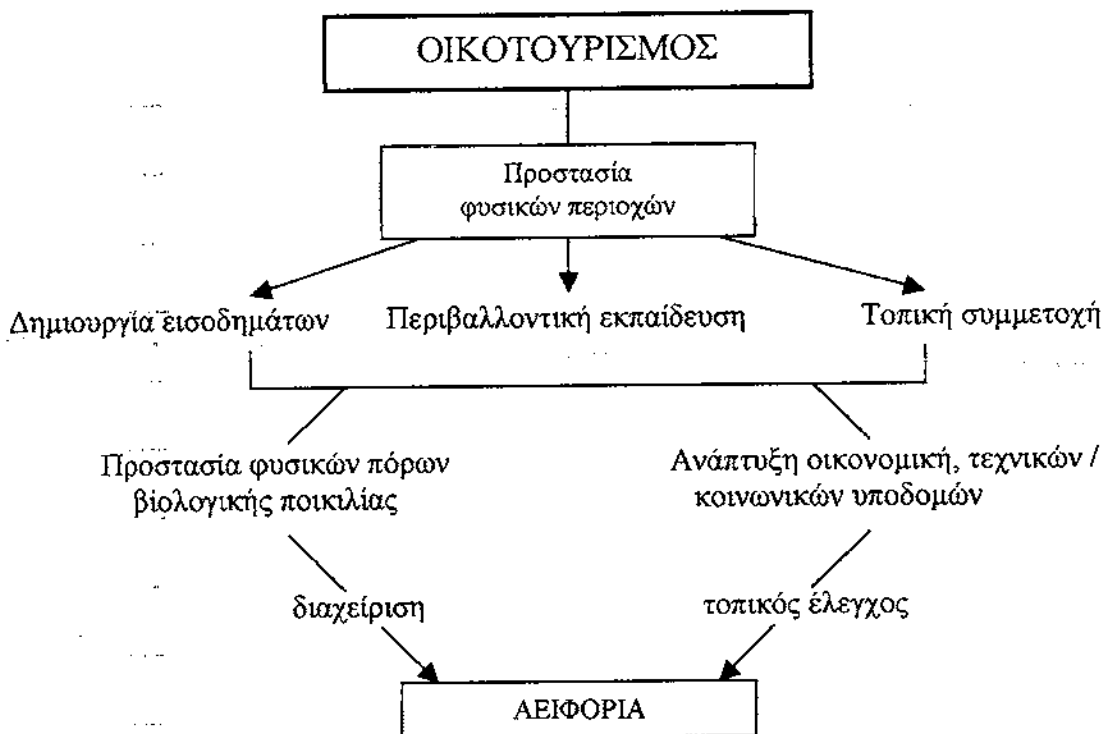 ΟΙΚΟΤΟΥΡΙΣΜΟΣ
Προστασία
φυσικών περιοχών
Δημιουργία εισοδημάτων
Περιβαλλοντική εκπαίδευση
Τοπική συμμετοχή
Προστασία φυσικών πόρων
βιολογικής ποικιλίας
Ανάπτυξη οικονομική, τεχνικών /
κοινωνικών υποδομών
διαχείριση
τοπικός έλεγχος
ΑΕΙΦΟΡΙΑ